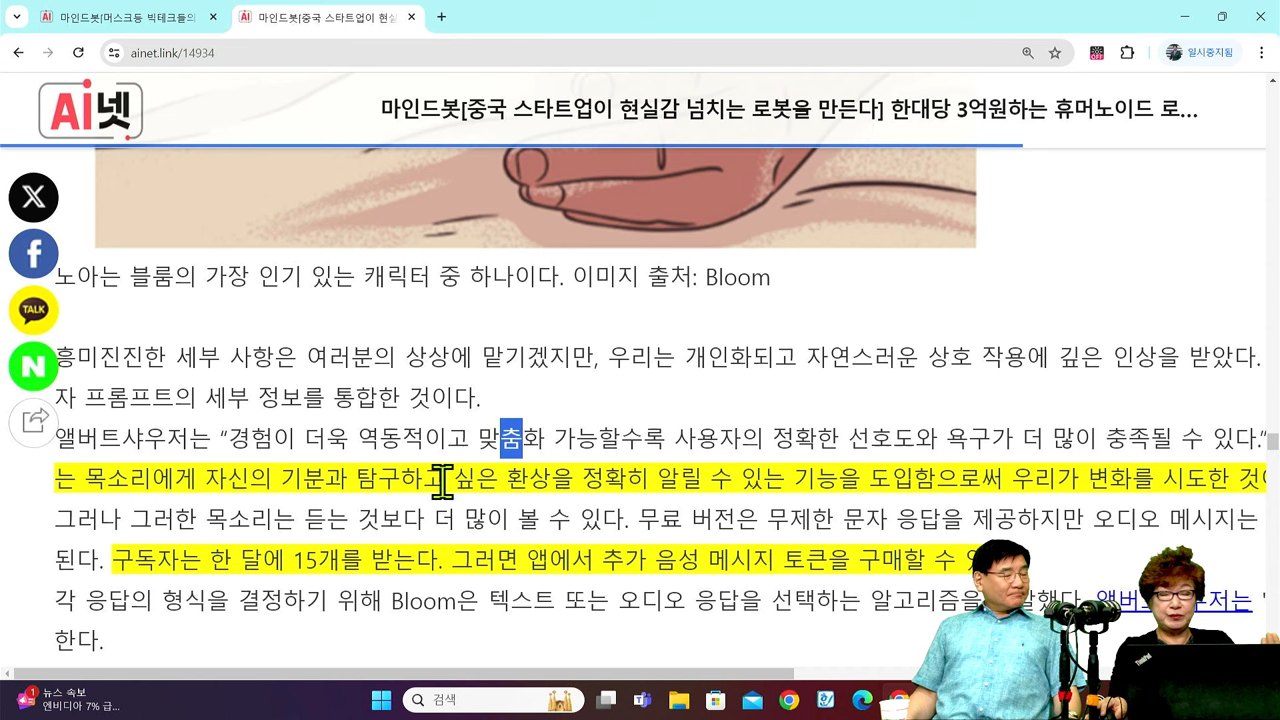 마인드봇[머스크등 빅테크들의
마인드봇[중국 스타트업이 현실
ainet.link/14934
OFF
일시중지됨
Ai넷
마인드봇[중국 스타트업이 현실감 넘치는 로봇을 만든다] 한대당 3억원하는 휴머노이드 로...
TALK
노아는 블룸의 가장 인기 있는 캐릭터 중 하나이다. 이미지 출처: Bloom
흥미진진한 세부 사항은 여러분의 상상에 맡기겠지만, 우리는 개인화되고 자연스러운 상호 작용에 깊은 인상을 받았다.
자 프롬프트의 세부 정보를 통합한 것이다.
앨버트샤우저는 “경험이 더욱 역동적이고 맞춤화 가능할수록 사용자의 정확한 선호도와 욕구가 더 많이 충족될 수 있다.“
는 목소리에게 자신의 기분과 탐구하고 싶은 환상을 정확히 알릴 수 있는 기능을 도입함으로써 우리가 변화를 시도한 것
그러나 그러한 목소리는 듣는 것보다 더 많이 볼 수 있다. 무료 버전은 무제한 문자 응답을 제공하지만 오디오 메시지는
된다. 구독자는 한 달에 15개를 받는다. 그러면 앱에서 추가 음성 메시지 토큰을 구매할 수
각 응답의 형식을 결정하기 위해 Bloom은 텍스트 또는 오디오 응답을 선택하는 알고리즘을
한다.
1
뉴스 속보
엔비디아 7% 급...
검색
ThinkPad